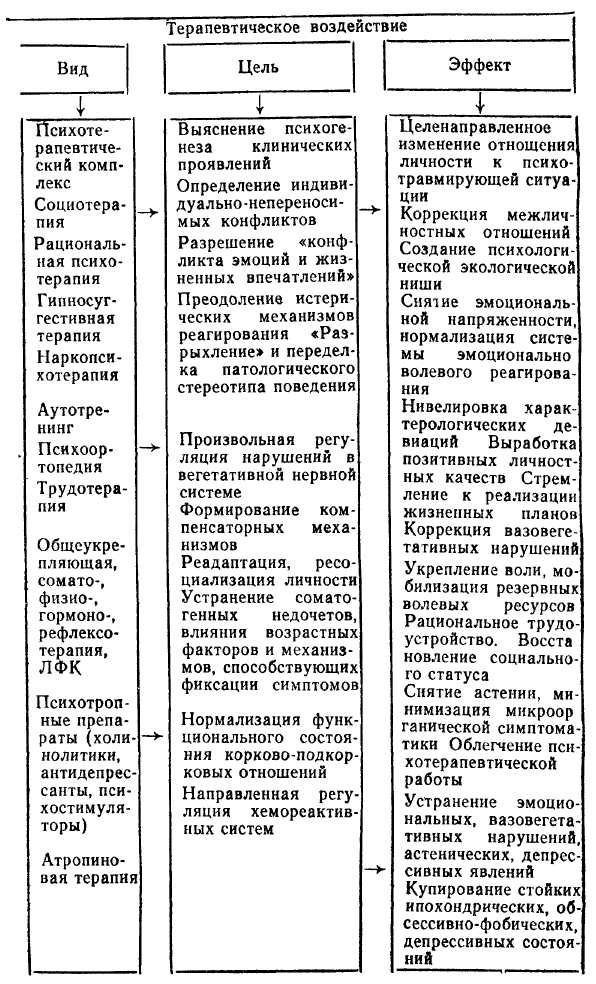 Терапевтическое воздействие
Вид
Цель
Эффект
Психоте-
рапевтиче-
ский комп-
лекс
Социотера-
пия
Рациональ-
ная психо-
терапия
Гипносуг-
гестивная
терапия
Наркопси-
хотерапия
Аутотре-
нинг
Психоор-
топедия
Трудотера-
пия
Общеукре-
пляющая,
сомато-,
физио-,
гормоно-,
рефлексо-
терапия,
ЛФК
Психотроп-
ные препа-
раты (холи-
нолитики,
антидепрес-
санты, пси-
хостимуля-
торы)
Атропино-
вая терапия
Выяснение психоге-
неза клинических
проявлений
Определение индиви-
дуально-непереноси-
мых конфликтов
Разрешение «конф-
ликта эмоций и жиз-
ненных впечатлений»
Преодоление истери-
ческих механизмов
реагирования «Раз-
рыхление» и передел-
ка патологического
стереотипа поведения
Произвольная регу-
ляция нарушений в
вегетативной нервной
системе
Формирование ком-
пенсаторных меха-
низмов
Реадаптация, ресо-
циализация личности
Устранение сомато-
генных недочетов,
влияния возрастных
факторов и механиз-
мов, способствующих
фиксации симптомов
Нормализация функ-
ционального состоя-
ния корково-подкор-
ковых отношений
Направленная регу-
ляция хемореактив-
ных систем
Целенаправленное
изменение отношения
личности к психо-
травмирующей ситуа-
ции
Коррекция межлич-
ностных отношений
Создание психологи-
ческой экологической
ниши
Снятие эмоциональ-
ной напряженности,
нормализация систе-
мы эмоционально
волевого реагирова-
ния
Нивелировка харак-
терологических де-
виаций Выработка
позитивных личност-
ных качеств Стрем-
ление к реализации
жизненных планов
Коррекция вазовеге-
тативных нарушений
Укрепление воли, мо-
билизация резервных
волевых ресурсов
Рациональное трудо-
устройство. Восста
новление социально-
го статуса
Снятие астении, ми-
нимизация микроор
ганической симптома-
тики Облегчение пси-
хотерапевтической
работы
Устранение эмоцио-
нальных, вазовегета-
тивных нарушений,
астенических, депрес-
сивных явлений
Купирование стойких
ипохондрических, об-
сессивно-фобических,
депрессивных состоя-
ний